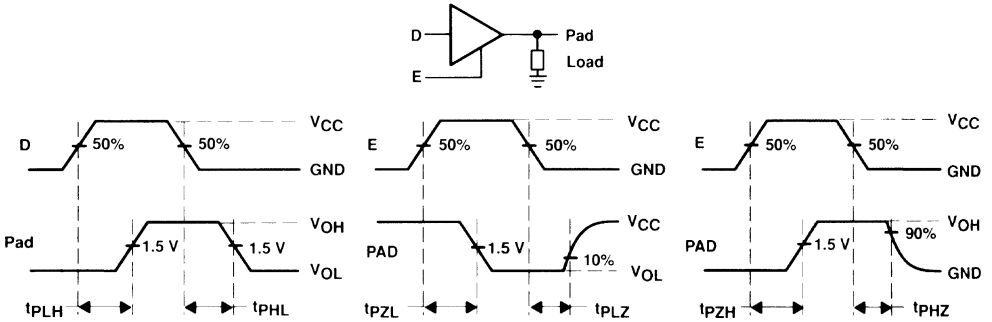 D
Pad
Load
E
D
50%
50%
VCC
GND
Pad
1.5 V
1.5 V
VOH
VOL
tPLH
tPHL
E
50%
50%
VCC
GND
PAD
1.5 V
10%
VCC
VOL
tPZL
tPLZ
E
50%
50%
VCC
GND
PAD
1.5 V
90%
VOH
GND
tPZH
tPHZ